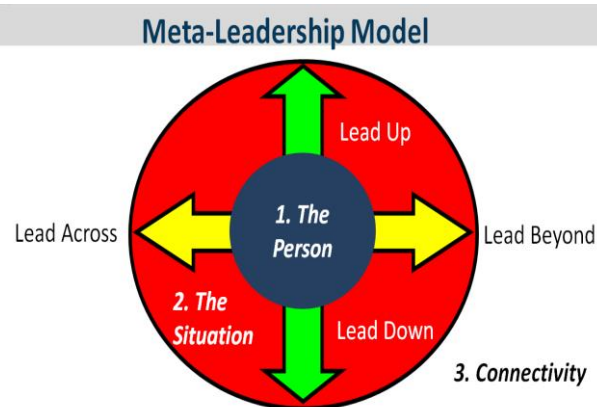 Meta-Leadership Model
Lead Up
1. The
Person
Lead Across
Lead Beyond
2. The
Situation
Lead Down
3. Connectivity